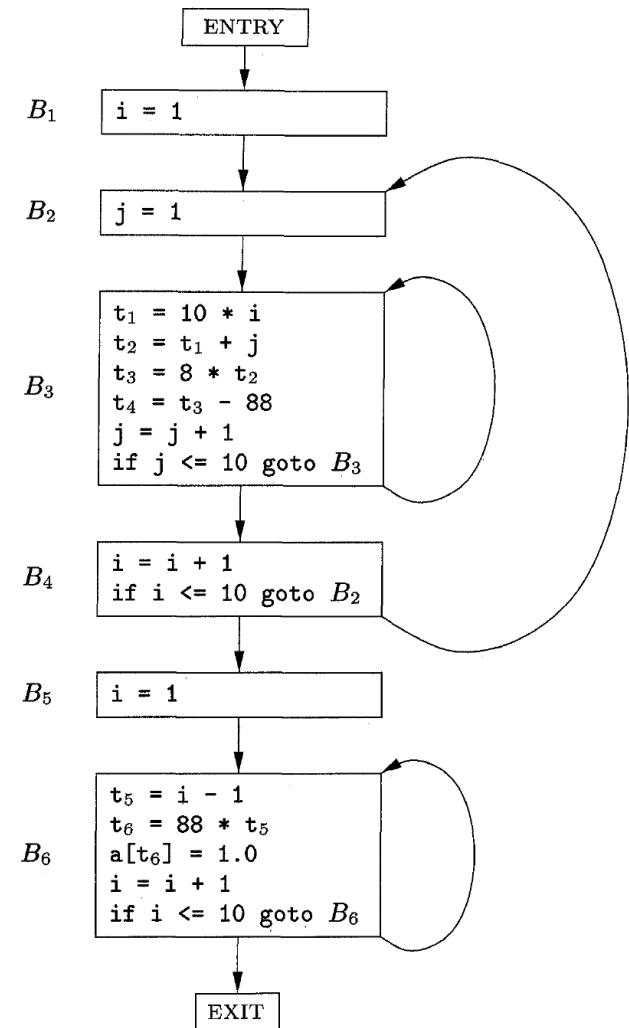 ENTRY
B₁
i = 1
B₂
j = 1
B₃
t₁ = 10 * i
t₂ = t₁ + j
t₃ = 8 * t₂
t₄ = t₃ - 88
j = j + 1
if j <= 10 goto B₃
B₄
i = i + 1
if i <= 10 goto B₂
B₅
i = 1
B₆
t₅ = i - 1
t₆ = 88 * t₅
a[t₆] = 1.0
i = i + 1
if i <= 10 goto B₆
EXIT